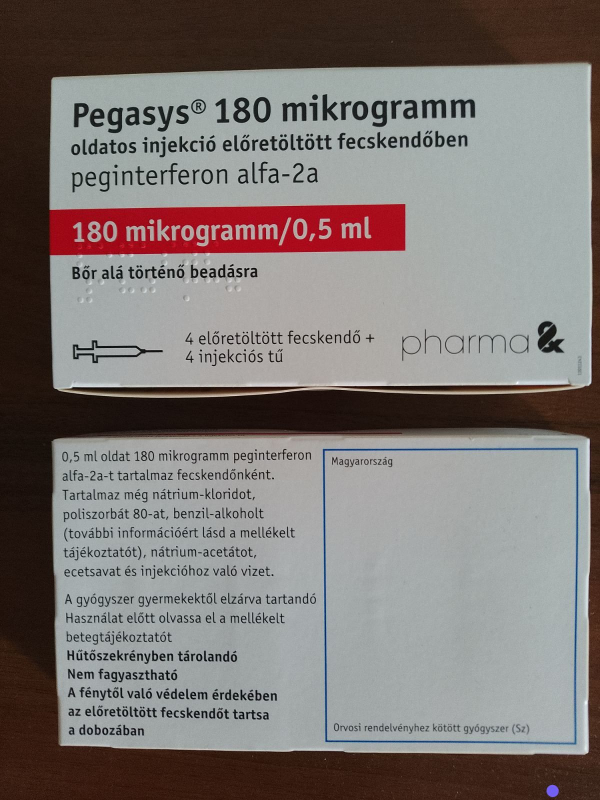 Pegasys® 180 mikrogramm
oldatos injekció előretöltött fecskendőben
peginterferon alfa-2a
180 mikrogramm/0,5 ml
Bőr alá történő beadásra
4 előretöltött fecskendő +
4 injekciós tű
pharma&
0,5 ml oldat 180 mikrogramm peginterferon
alfa-2a-t tartalmaz fecskendőnként.
Tartalmaz még nátrium-kloridot,
poliszorbát 80-at, benzil-alkoholt
(további információért lásd a mellékelt
tájékoztatót), nátrium-acetátot,
ecetsavat és injekcióhoz való vizet.
A gyógyszer gyermekektől elzárva tartandó
Használat előtt olvassa el a mellékelt
betegtájékoztatót
Hűtőszekrényben tárolandó
Nem fagyasztható
A fénytől való védelem érdekében
az előretöltött fecskendőt tartsa
a dobozában
Magyarország
Orvosi rendelvényhez kötött gyógyszer (Sz)